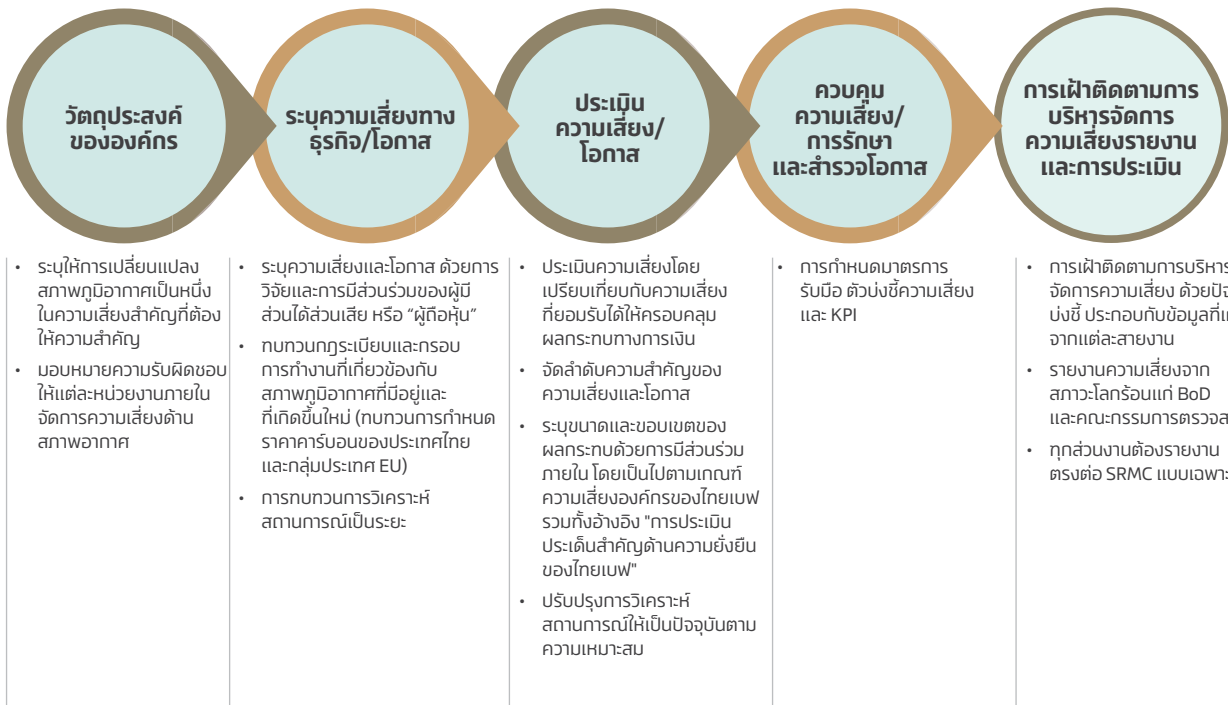 วัตถุประสงค์
ขององค์กร
ระบุความเสี่ยงทาง
ธุรกิจ/โอกาส
ประเมิน
ความเสี่ยง/
โอกาส
ควบคุม
ความเสี่ยง/
การรักษา
และสำรวจโอกาส
การเฝ้าติดตามการ
บริหารจัดการ
ความเสี่ยงรายงาน
และการประเมิน
• ระบุให้การเปลี่ยนแปลง
สภาพภูมิอากาศเป็นหนึ่ง
ในความเสี่ยงสำคัญที่ต้อง
ให้ความสำคัญ
• มอบหมายความรับผิดชอบ
ให้แต่ละหน่วยงานภายใน
จัดการความเสี่ยงด้าน
สภาพอากาศ
• ระบุความเสี่ยงและโอกาส ด้วยการ
วิจัยและการมีส่วนร่วมของผู้มี
ส่วนได้ส่วนเสีย หรือ “ผู้ถือหุ้น”
• ทบทวนกฎระเบียบและกรอบ
การทำงานที่เกี่ยวข้องกับ
สภาพภูมิอากาศที่มีอยู่และ
ที่เกิดขึ้นใหม่ (ทบทวนการกำหนด
ราคาคาร์บอนของประเทศไทย
และกลุ่มประเทศ EU)
• การทบทวนการวิเคราะห์
สถานการณ์เป็นระยะ
• ประเมินความเสี่ยงโดย
เปรียบเทียบกับความเสี่ยง
ที่ยอมรับได้ให้ครอบคลุม
ผลกระทบทางการเงิน
• จัดลำดับความสำคัญของ
ความเสี่ยงและโอกาส
• ระบุขนาดและขอบเขตของ
ผลกระทบด้วยการมีส่วนร่วม
ภายใน โดยเป็นไปตามเกณฑ์
ความเสี่ยงองค์กรของไทยเบฟ
รวมทั้งอ้างอิง "การประเมิน
ประเด็นสำคัญด้านความยั่งยืน
ของไทยเบฟ"
• ปรับปรุงการวิเคราะห์
สถานการณ์ให้เป็นปัจจุบันตาม
ความเหมาะสม
• การกำหนดมาตรการ
รับมือ ตัวบ่งชี้ความเสี่ยง
และ KPI
• การเฝ้าติดตามการบริหาร
จัดการความเสี่ยง ด้วย
บ่งชี้ ประกอบกับข้อมูล
จากแต่ละสายงาน
• รายงานความเสี่ยงจาก
สภาวะโลกร้อนแก่ BoD
และคณะกรรมการ
• ทุกส่วนงานต้องรายงาน
ตรงต่อ SRMC